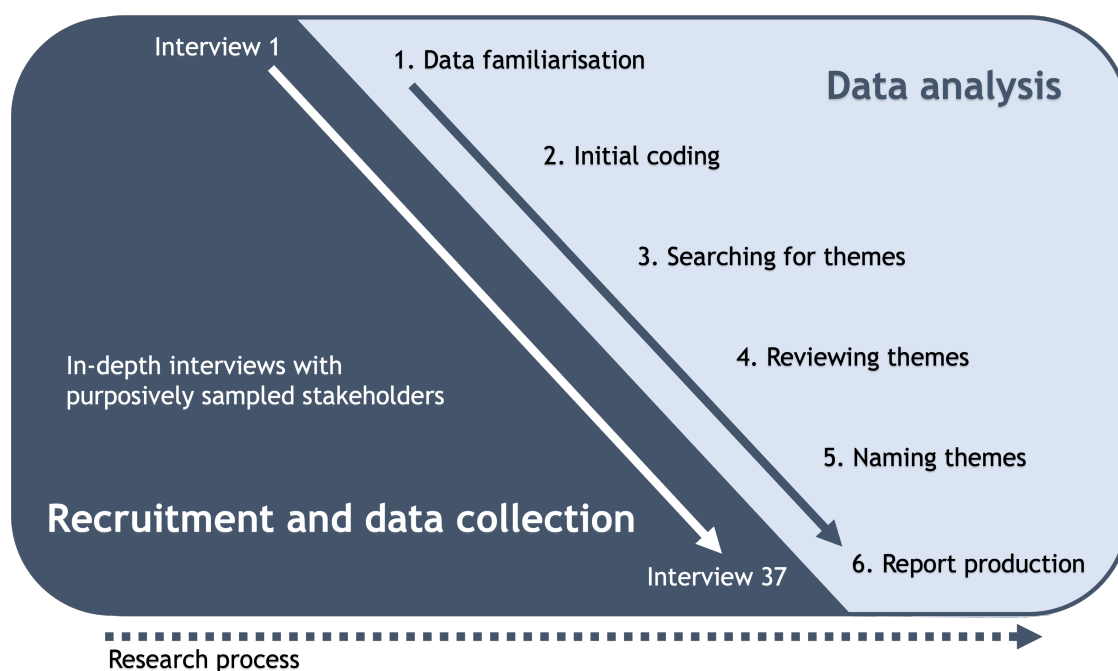 Interview 1
1. Data familiarisation
Data analysis
2. Initial coding
3. Searching for themes
4. Reviewing themes
In-depth interviews with
purposively sampled stakeholders
5. Naming themes
Recruitment and data collection
6. Report production
Interview 37
Research process